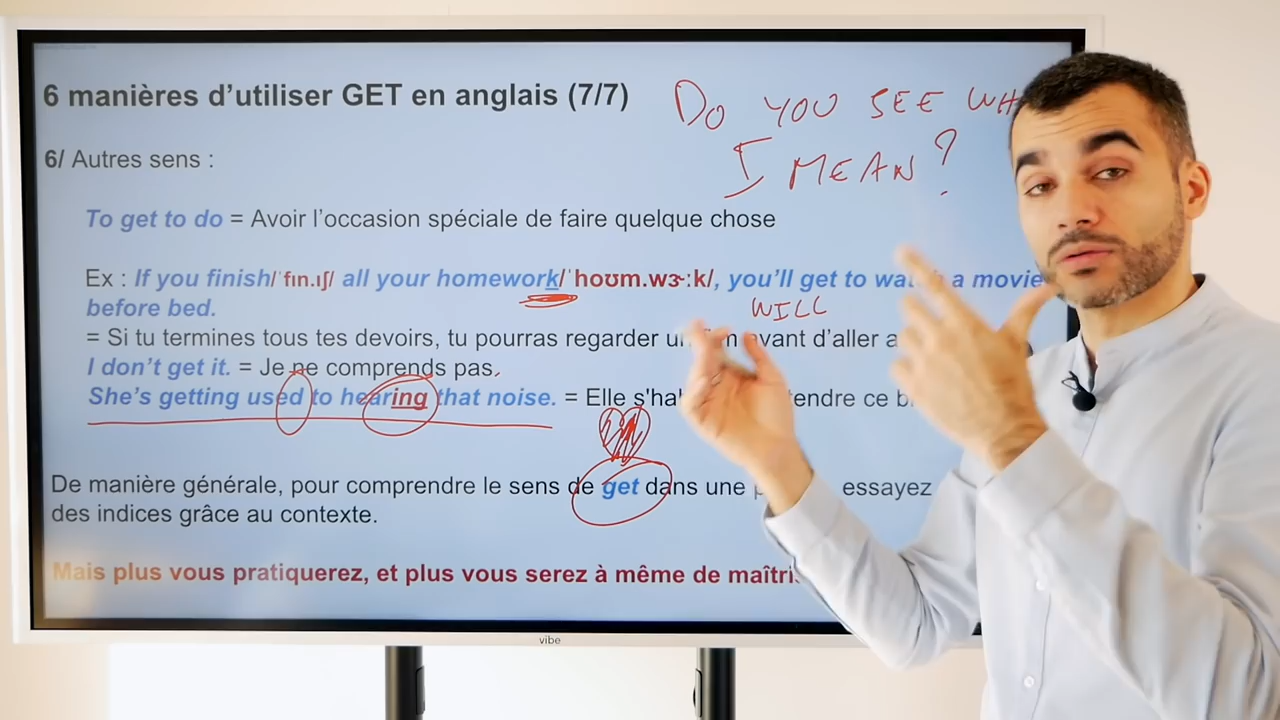 6 manières d’utiliser GET en anglais (7/7)
DO YOU SEE WH
I MEAN?
6/ Autres sens :
To get to do = Avoir l’occasion spéciale de faire quelque chose
Ex : If you finish/ˈfɪn.ɪʃ/ all your homework/ˈhoʊm.wɝːk/, you’ll get to watch a movie
before bed.
WILL
= Si tu termines tous tes devoirs, tu pourras regarder un film avant d’aller a
I don’t get it. = Je ne comprends pas.
She’s getting used to hearing that noise. = Elle s'ha endre ce b
De manière générale, pour comprendre le sens de get dans une essayez
des indices grâce au contexte.
Mais plus vous pratiquerez, et plus vous serez à même de maîtri
vibe